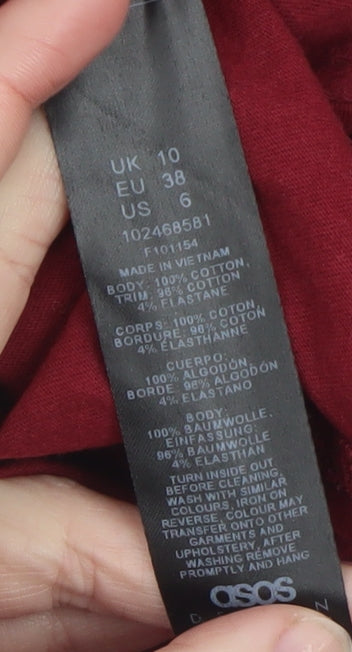 UK 10
EU 38
US 6
102468581
F101154
MADE IN VIETNAM
BODY: 100% COTTON,
TRIM: 96% COTTON
4% ELASTANE
CORPS: 100% COTON,
BORDURE: 96% COTON
4% ELASTHANNE
CUERPO:
100% ALGODÓN,
BORDE: 96% ALGODÓN
4% ELASTANO
BODY:
100% BAUMWOLLE,
EINFASSUNG:
96% BAUMWOLLE
4% ELASTHAN
TURN INSIDE OUT
BEFORE CLEANING,
WASH WITH SIMILAR
COLOURS, IRON ON
REVERSE, COLOUR MAY
TRANSFER ONTO OTHER
GARMENTS AND
UPHOLSTERY, AFTER
WASHING REMOVE
PROMPTLY AND HANG
asos